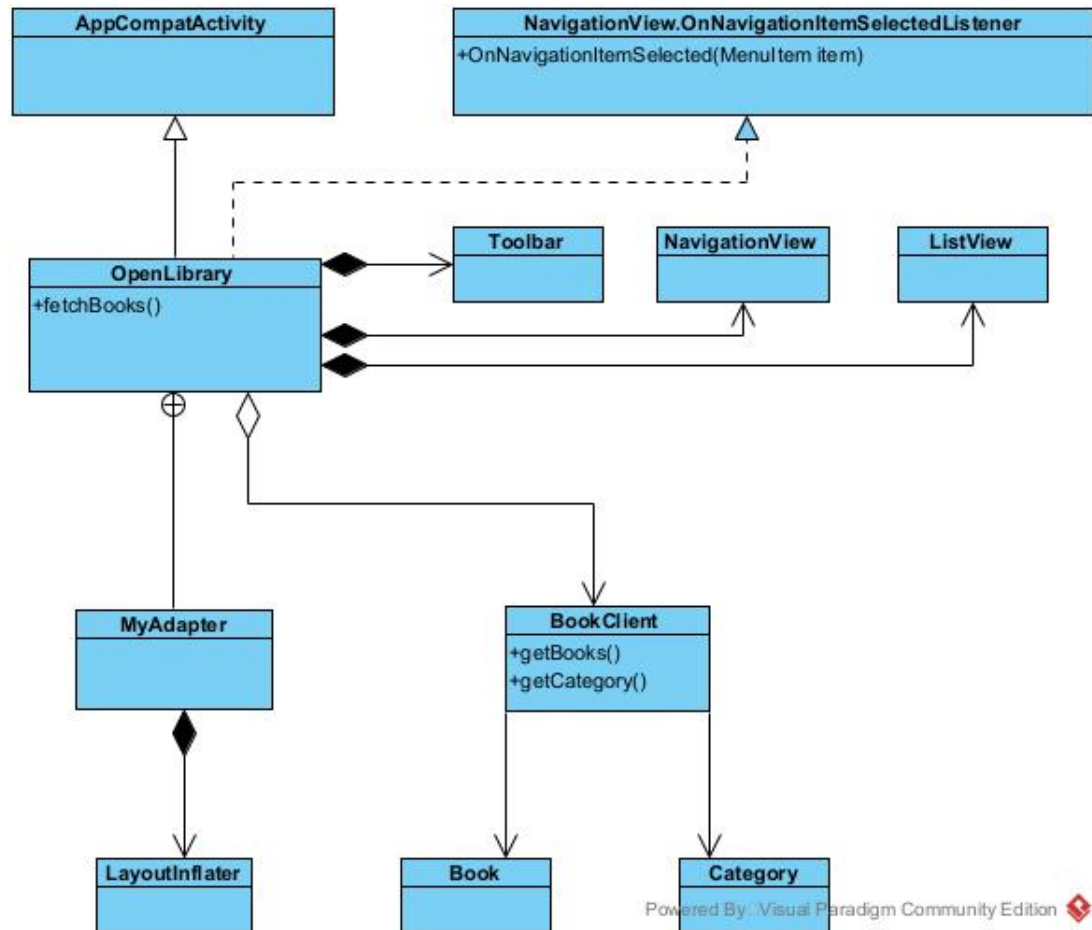 AppCompatActivity
NavigationView.OnNavigationItemSelectedListener
+OnNavigationItemSelected(MenuItem item)
Toolbar
NavigationView
ListView
OpenLibrary
+fetchBooks()
MyAdapter
BookClient
+getBooks()
+getCategory()
LayoutInflater
Book
Category
Powered By Visual Paradigm Community Edition